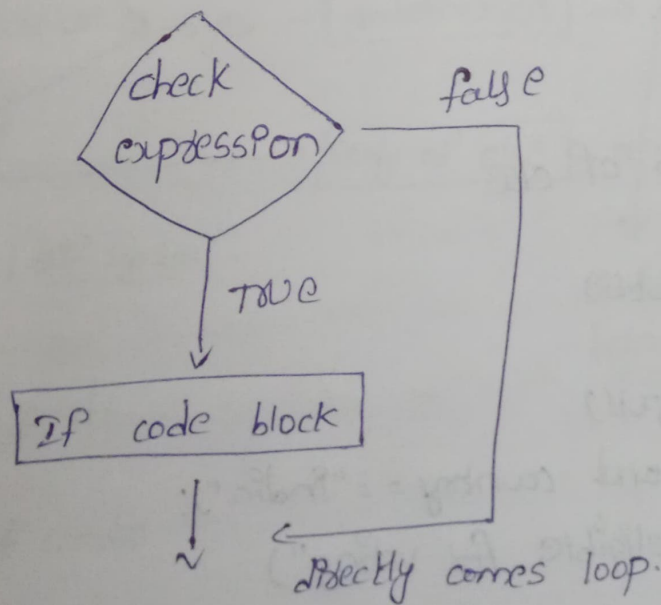 check
expression
false
True
If code block
directly comes loop.